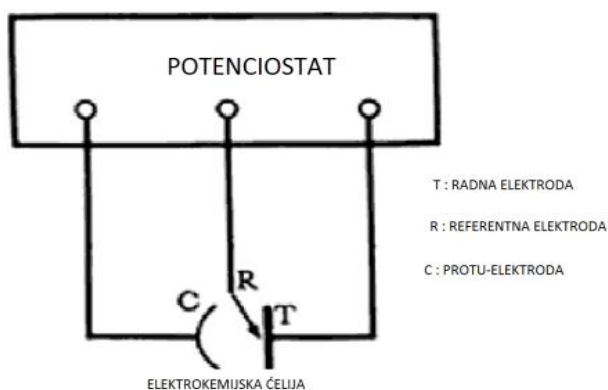 POTENCIOSTAT
T : RADNA ELEKTRODA
R : REFERENTNA ELEKTRODA
C : PROTU-ELEKTRODA
C
R
T
ELEKTROKEMIJSKA ĆELIJA